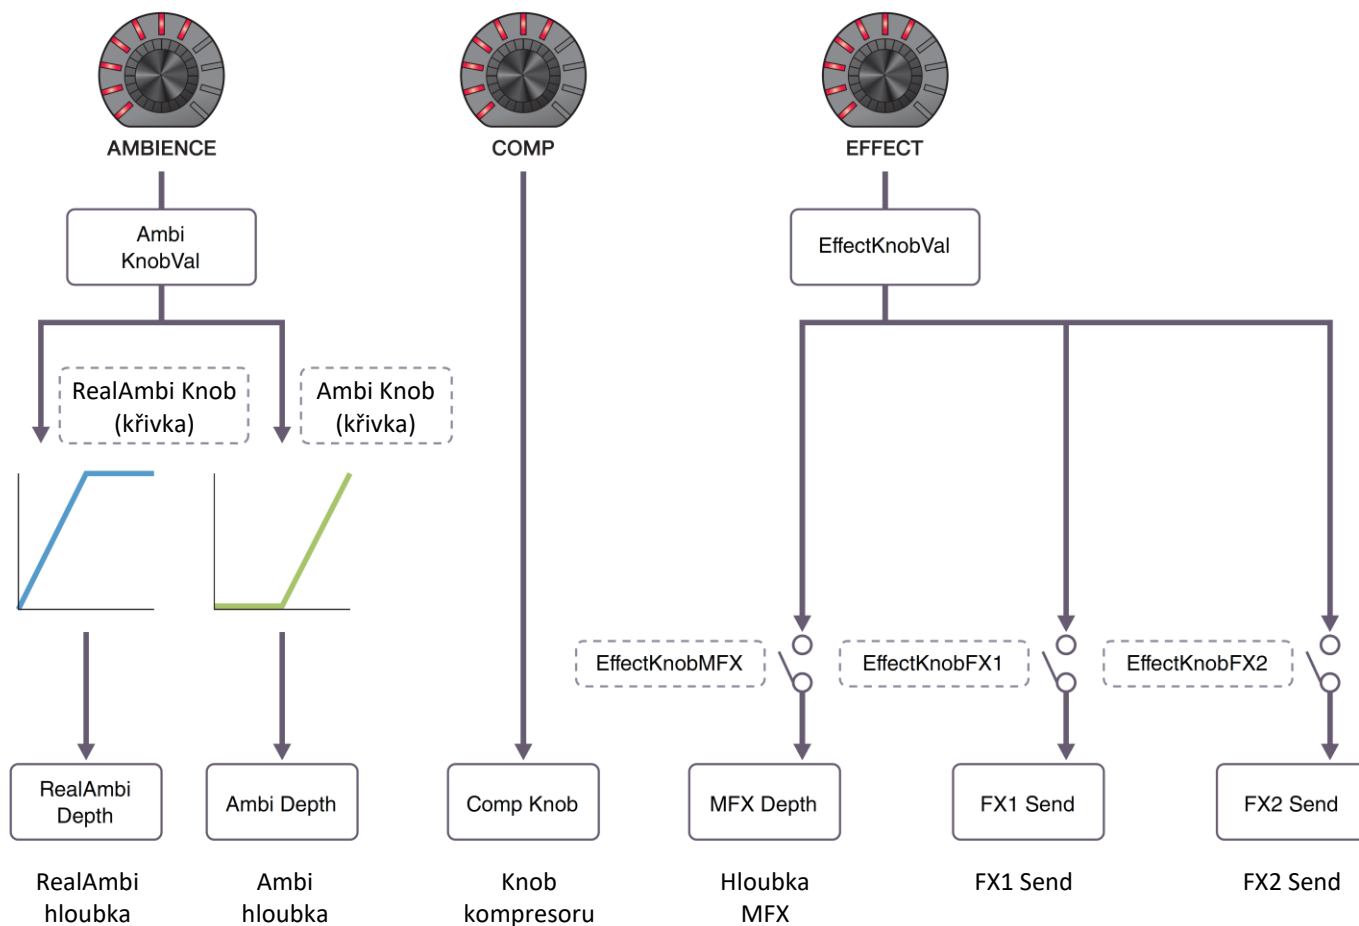 AMBIENCE
COMP
EFFECT
Ambi
KnobVal
EffectKnobVal
RealAmbi Knob
(křivka)
Ambi Knob
(křivka)
EffectKnobMFX
EffectKnobFX1
EffectKnobFX2
RealAmbi
Depth
Ambi Depth
Comp Knob
MFX Depth
FX1 Send
FX2 Send
RealAmbi
hloubka
Ambi
hloubka
Knob
kompresoru
Hloubka
MFX
FX1 Send
FX2 Send